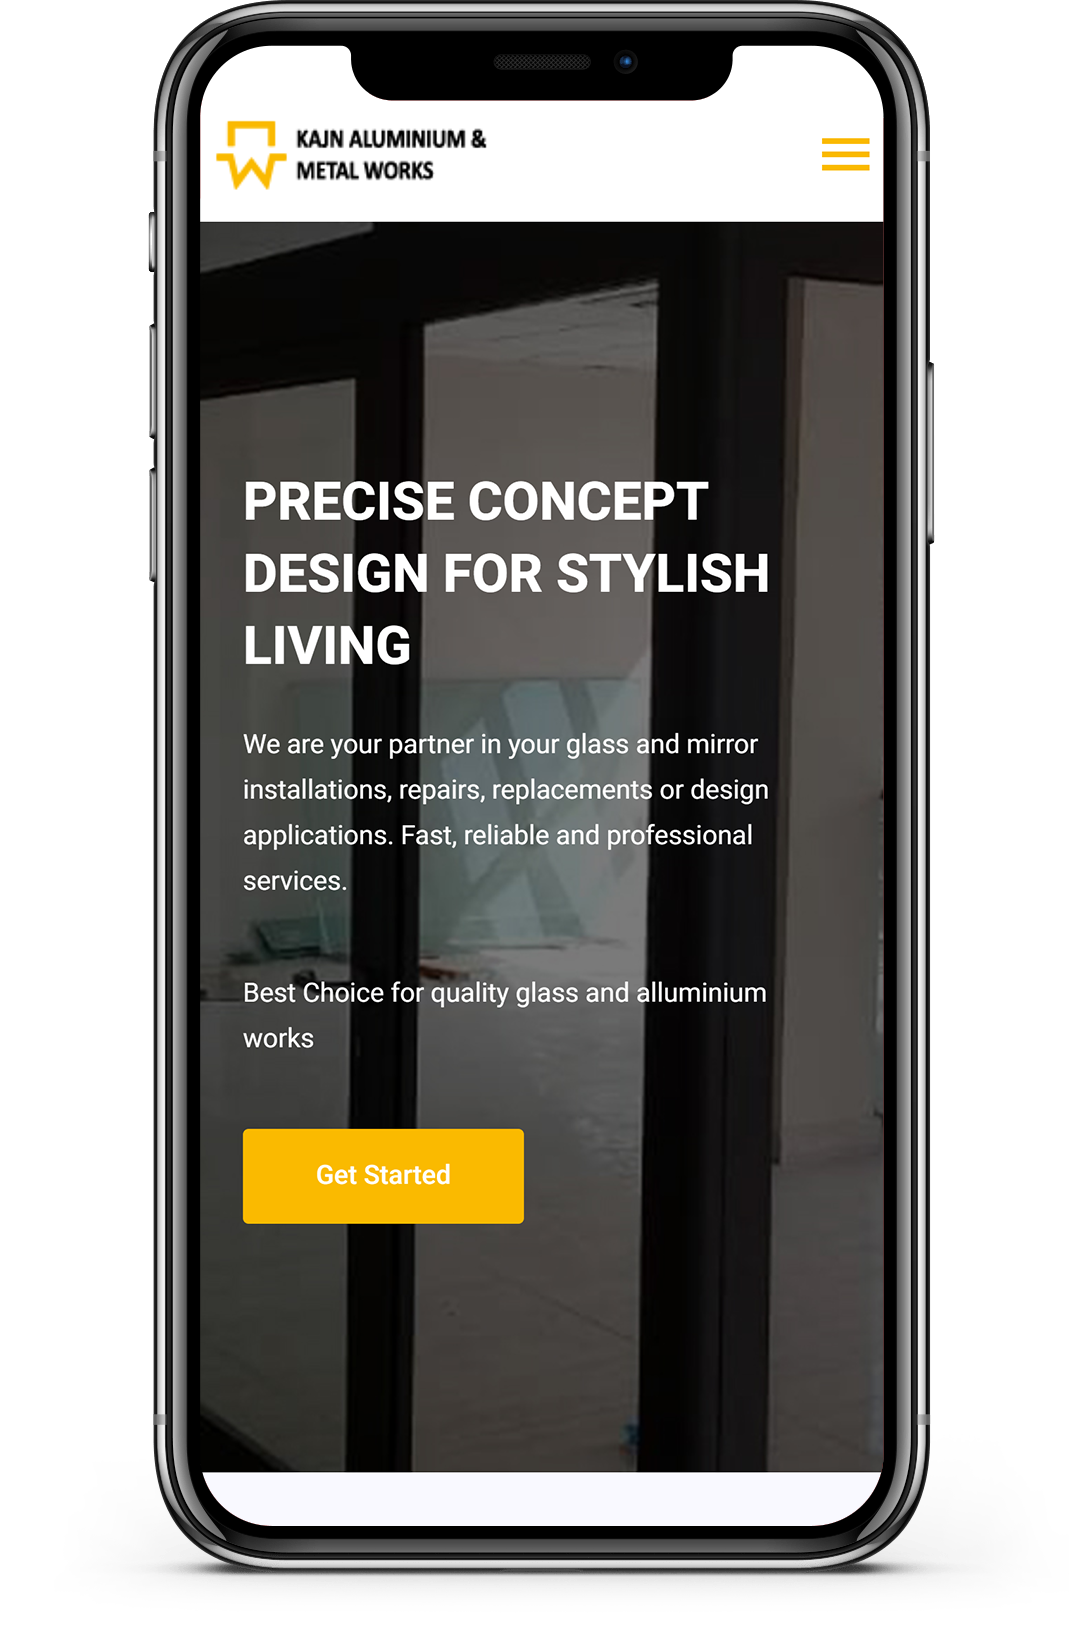 KAJN ALUMINIUM &
METAL WORKS
PRECISE CONCEPT
DESIGN FOR STYLISH
LIVING
We are your partner in your glass and mirror
installations, repairs, replacements or design
applications. Fast, reliable and professional
services.
Best Choice for quality glass and alluminium
works
Get Started